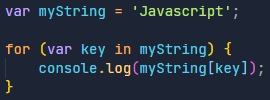 var myString = 'Javascript';
for (var key in myString) {
    console.log(myString[key]);
}